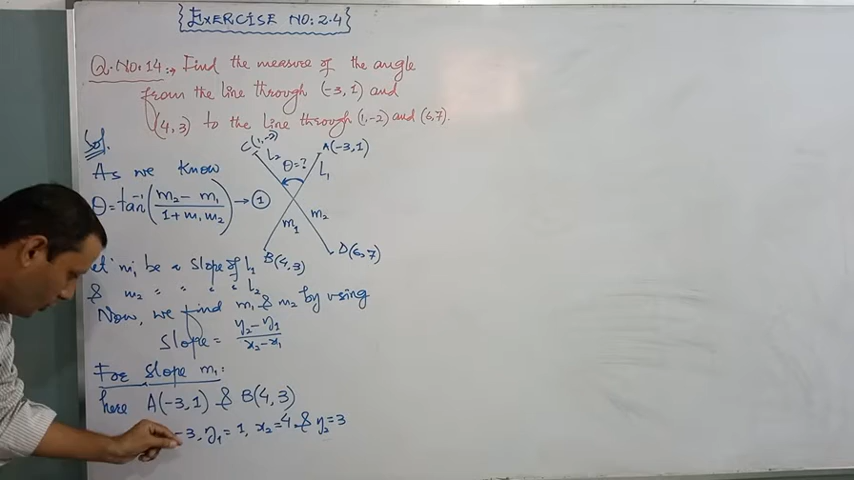 {EXERCISE NO: 2.4}
Q.No:14:→ Find the measure of the angle
from the line through (-3, 1) and
(4, 3) to the line through (1, -2) and (6, 7).
Sol.
As we know
θ = tan⁻¹( m₂ - m₁ / 1 + m₁ m₂ ) → ①
C(1, -2) L₂ θ = ? A(-3, 1)
L₁
m₁ m₂
B(4, 3) D(6, 7)
m₁ be a slope of L₁
& m₂ " " " " L₂
Now, we find m₁ & m₂ by using
slope = y₂ - y₁ / x₂ - x₁
For slope m₁:
here A(-3, 1) & B(4, 3)
-3, y₁ = 1, x₂ = 4 & y₂ = 3